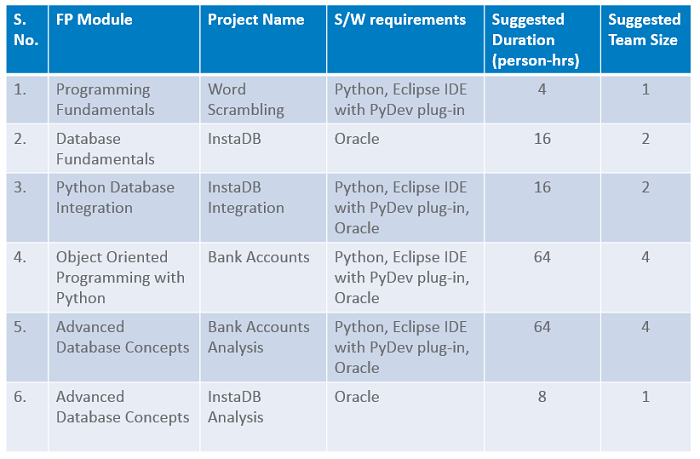 S. No. | FP Module | Project Name | S/W requirements | Suggested Duration (person-hrs) | Suggested Team Size
1. | Programming Fundamentals | Word Scrambling | Python, Eclipse IDE with PyDev plug-in | 4 | 1
2. | Database Fundamentals | InstaDB | Oracle | 16 | 2
3. | Python Database Integration | InstaDB Integration | Python, Eclipse IDE with PyDev plug-in, Oracle | 16 | 2
4. | Object Oriented Programming with Python | Bank Accounts | Python, Eclipse IDE with PyDev plug-in, Oracle | 64 | 4
5. | Advanced Database Concepts | Bank Accounts Analysis | Python, Eclipse IDE with PyDev plug-in, Oracle | 64 | 4
6. | Advanced Database Concepts | InstaDB Analysis | Oracle | 8 | 1